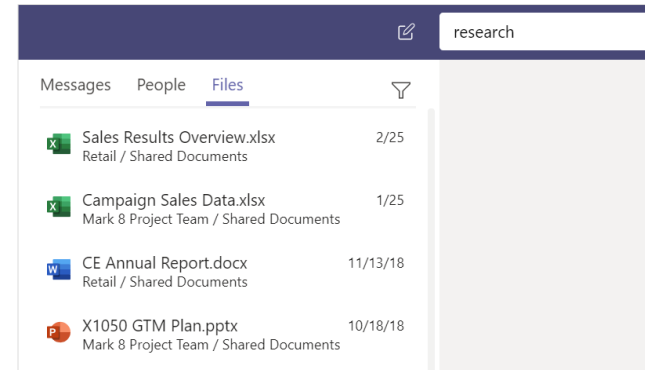 research
Messages People Files
Sales Results Overview.xlsx 2/25
Retail / Shared Documents
Campaign Sales Data.xlsx 1/25
Mark 8 Project Team / Shared Documents
CE Annual Report.docx 11/13/18
Retail / Shared Documents
X1050 GTM Plan.pptx 10/18/18
Mark 8 Project Team / Shared Documents